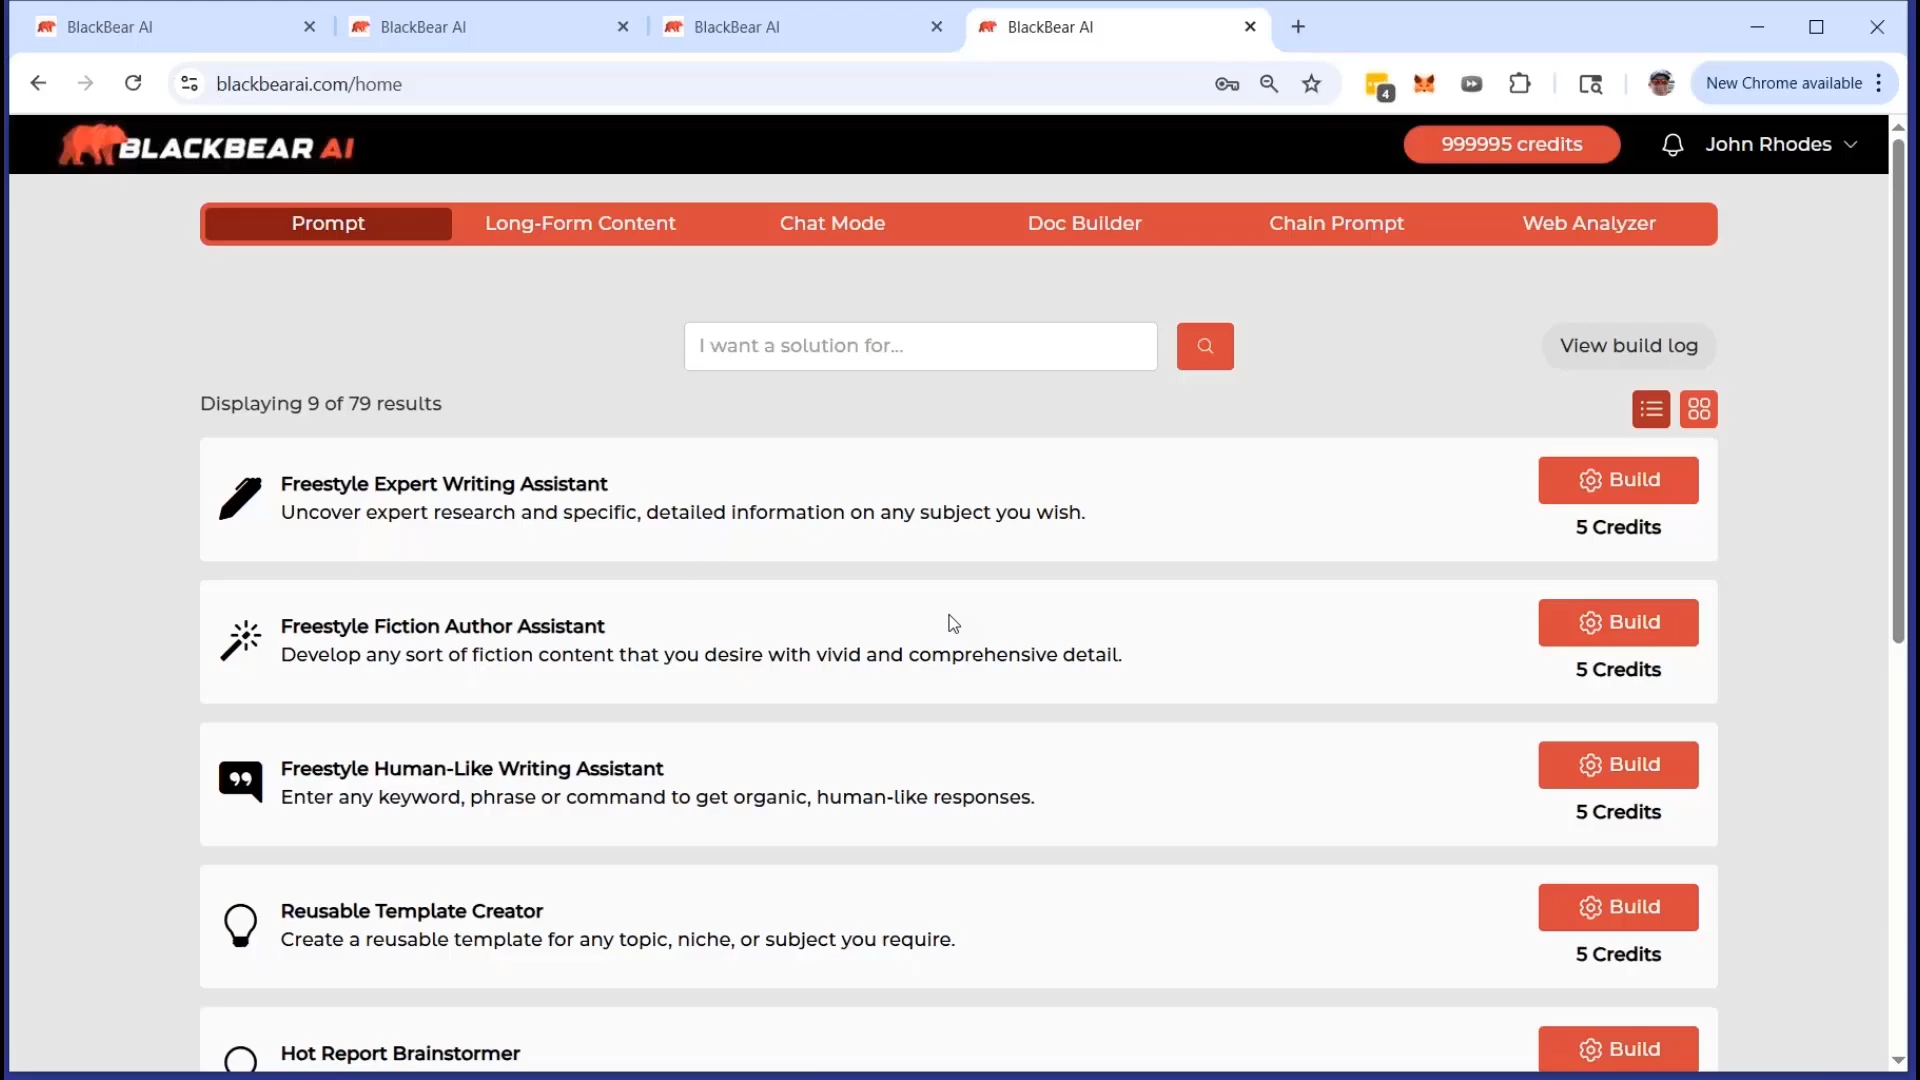 BlackBear AI
BlackBear AI
BlackBear AI
BlackBear AI
blackbearai.com/home
4
New Chrome available
BLACKBEAR AI
999995 credits
John Rhodes
Prompt
Long-Form Content
Chat Mode
Doc Builder
Chain Prompt
Web Analyzer
I want a solution for...
View build log
Displaying 9 of 79 results
Freestyle Expert Writing Assistant
Uncover expert research and specific, detailed information on any subject you wish.
Build
5 Credits
Freestyle Fiction Author Assistant
Develop any sort of fiction content that you desire with vivid and comprehensive detail.
Build
5 Credits
Freestyle Human-Like Writing Assistant
Enter any keyword, phrase or command to get organic, human-like responses.
Build
5 Credits
Reusable Template Creator
Create a reusable template for any topic, niche, or subject you require.
Build
5 Credits
Hot Report Brainstormer
Build